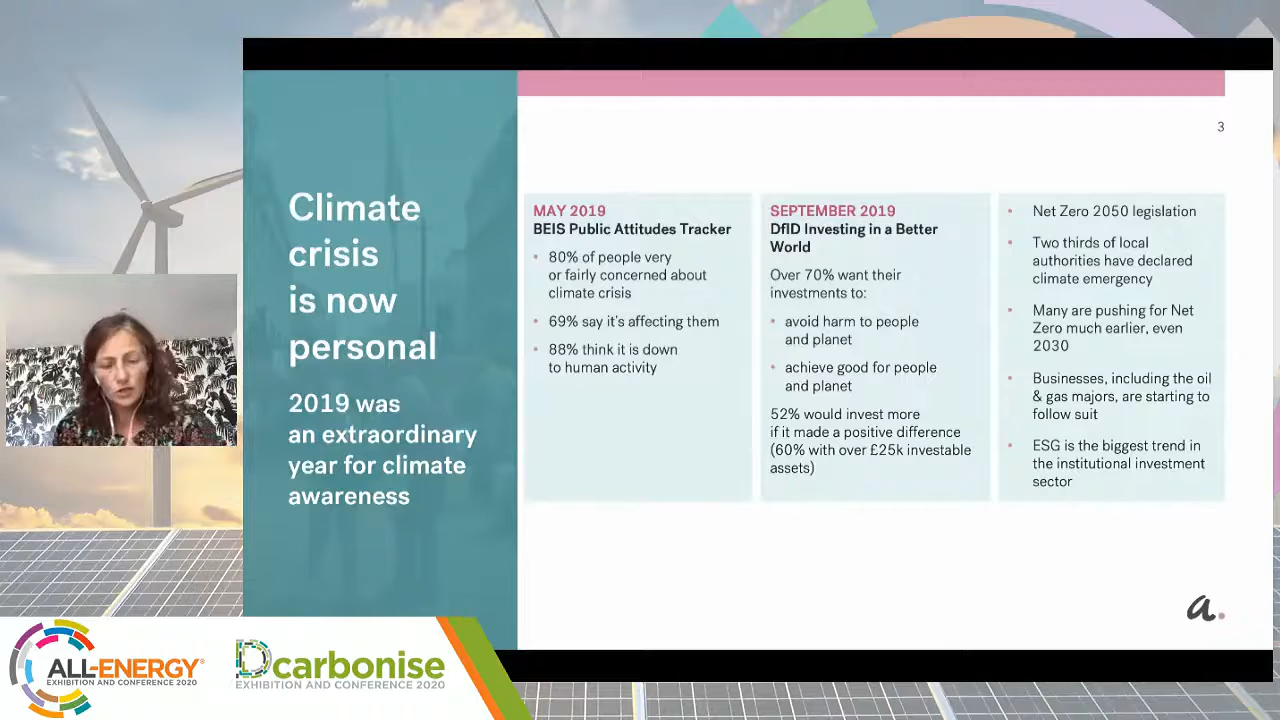 Climate
crisis
is now
personal
2019 was
an extraordinary
year for climate
awareness
3
MAY 2019
BEIS Public Attitudes Tracker
• 80% of people very
or fairly concerned about
climate crisis
• 69% say it's affecting them
• 88% think it is down
to human activity
SEPTEMBER 2019
DfID Investing in a Better
World
Over 70% want their
investments to:
• avoid harm to people
and planet
• achieve good for people
and planet
52% would invest more
if it made a positive difference
(60% with over £25k investable
assets)
• Net Zero 2050 legislation
• Two thirds of local
authorities have declared
climate emergency
• Many are pushing for Net
Zero much earlier, even
2030
• Businesses, including the oil
& gas majors, are starting to
follow suit
• ESG is the biggest trend in
the institutional investment
sector
a.
ALL-ENERGY®
EXHIBITION AND CONFERENCE 2020
Dcarbonise
EXHIBITION AND CONFERENCE 2020